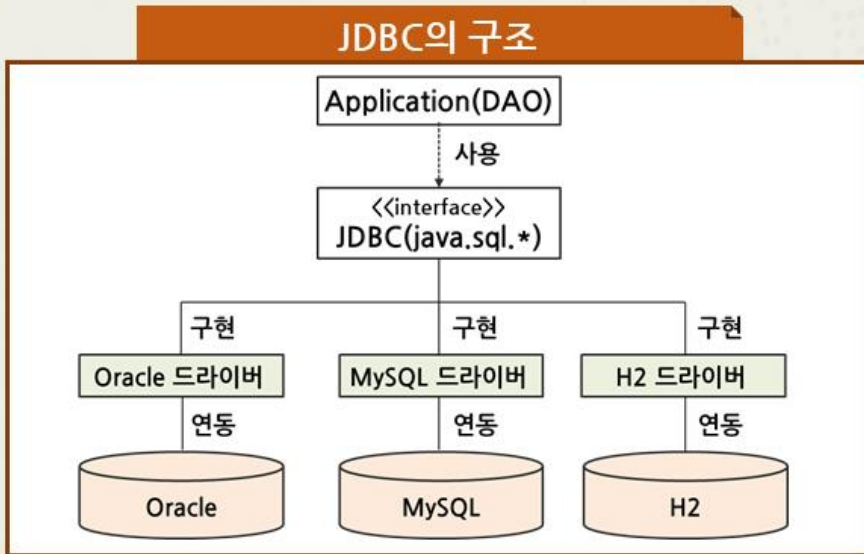 JDBC의 구조
Application(DAO)
사용
<<interface>>
JDBC(java.sql.*)
구현 구현 구현
Oracle 드라이버 MySQL 드라이버 H2 드라이버
연동 연동 연동
Oracle MySQL H2